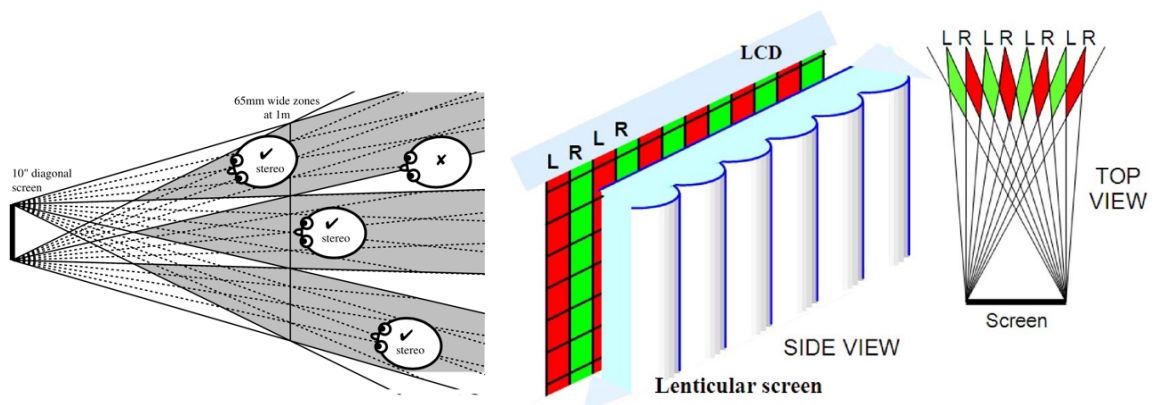 65mm wide zones
at 1m
10" diagonal
screen
✔
stereo
✘
✔
stereo
✔
stereo
LCD
L R L R
SIDE VIEW
Lenticular screen
L R L R L R L R
TOP
VIEW
Screen